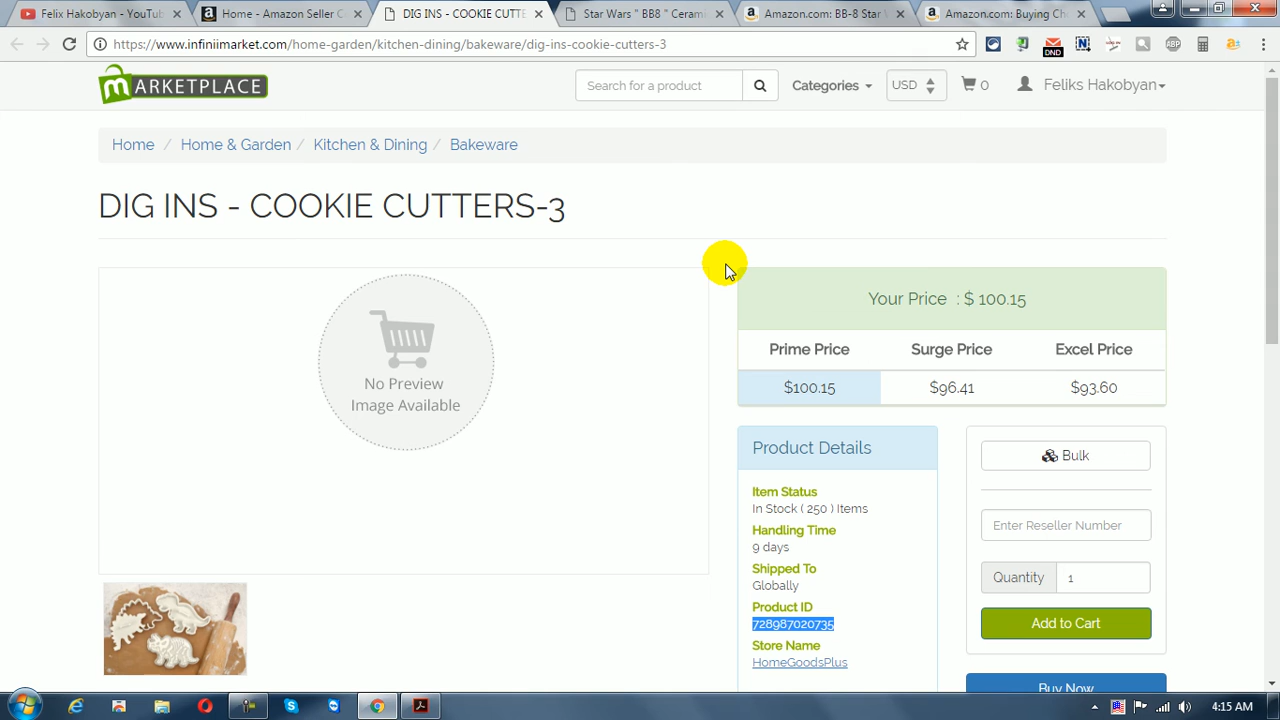 Felix Hakobyan - YouTub
Home - Amazon Seller C
DIG INS - COOKIE CUTTE
Star Wars " BB8 " Ceram
Amazon.com: BB-8 Star
Amazon.com: Buying Cho
https://www.infiniimarket.com/home-garden/kitchen-dining/bakeware/dig-ins-cookie-cutters-3
DND
ABP
MARKETPLACE
Search for a product
Categories
USD
0
Feliks Hakobyan
Home / Home & Garden / Kitchen & Dining / Bakeware
DIG INS - COOKIE CUTTERS-3
No Preview
Image Available
Your Price : $ 100.15
Prime Price Surge Price Excel Price
$100.15 $96.41 $93.60
Product Details
Item Status
In Stock ( 250 ) Items
Handling Time
9 days
Shipped To
Globally
Product ID
728987020735
Store Name
HomeGoodsPlus
Bulk
Enter Reseller Number
Quantity 1
Add to Cart
Buy Now
4:15 AM